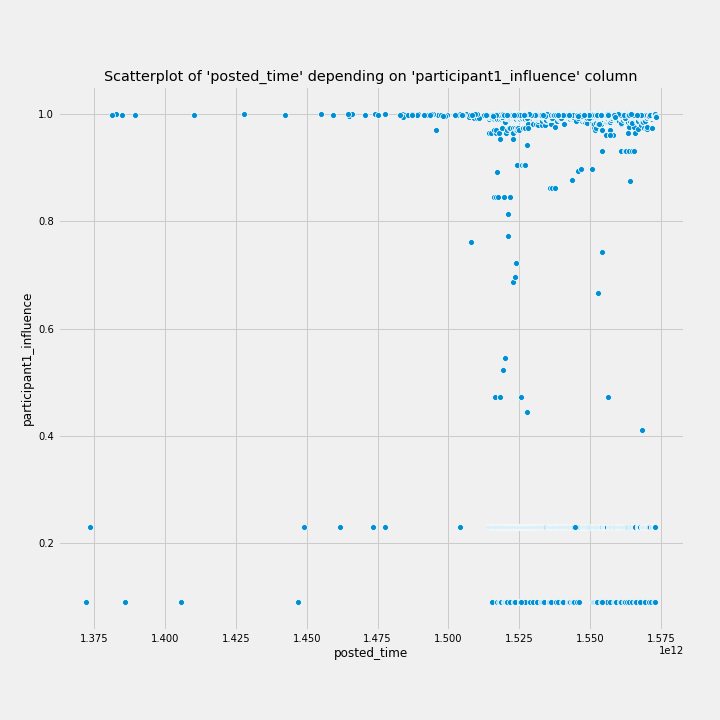 Scatterplot of 'posted_time' depending on 'participant1_influence' column
participant1_influence
1.0
0.8
0.6
0.4
0.2
1.375 1.400 1.425 1.450 1.475 1.500 1.525 1.550 1.575
1e12
posted_time